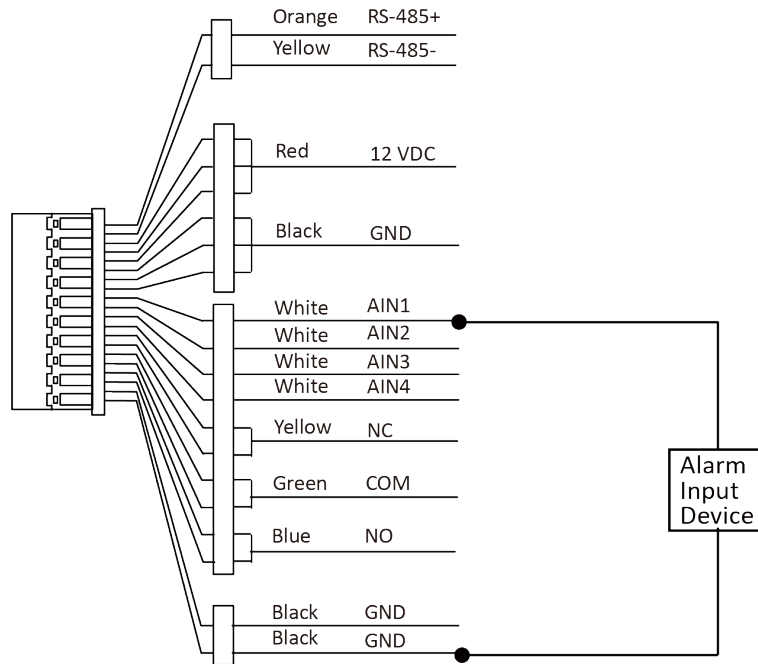 Orange RS-485+
Yellow RS-485-
Red 12 VDC
Black GND
White AIN1
White AIN2
White AIN3
White AIN4
Yellow NC
Green COM
Blue NO
Black GND
Black GND
Alarm
Input
Device